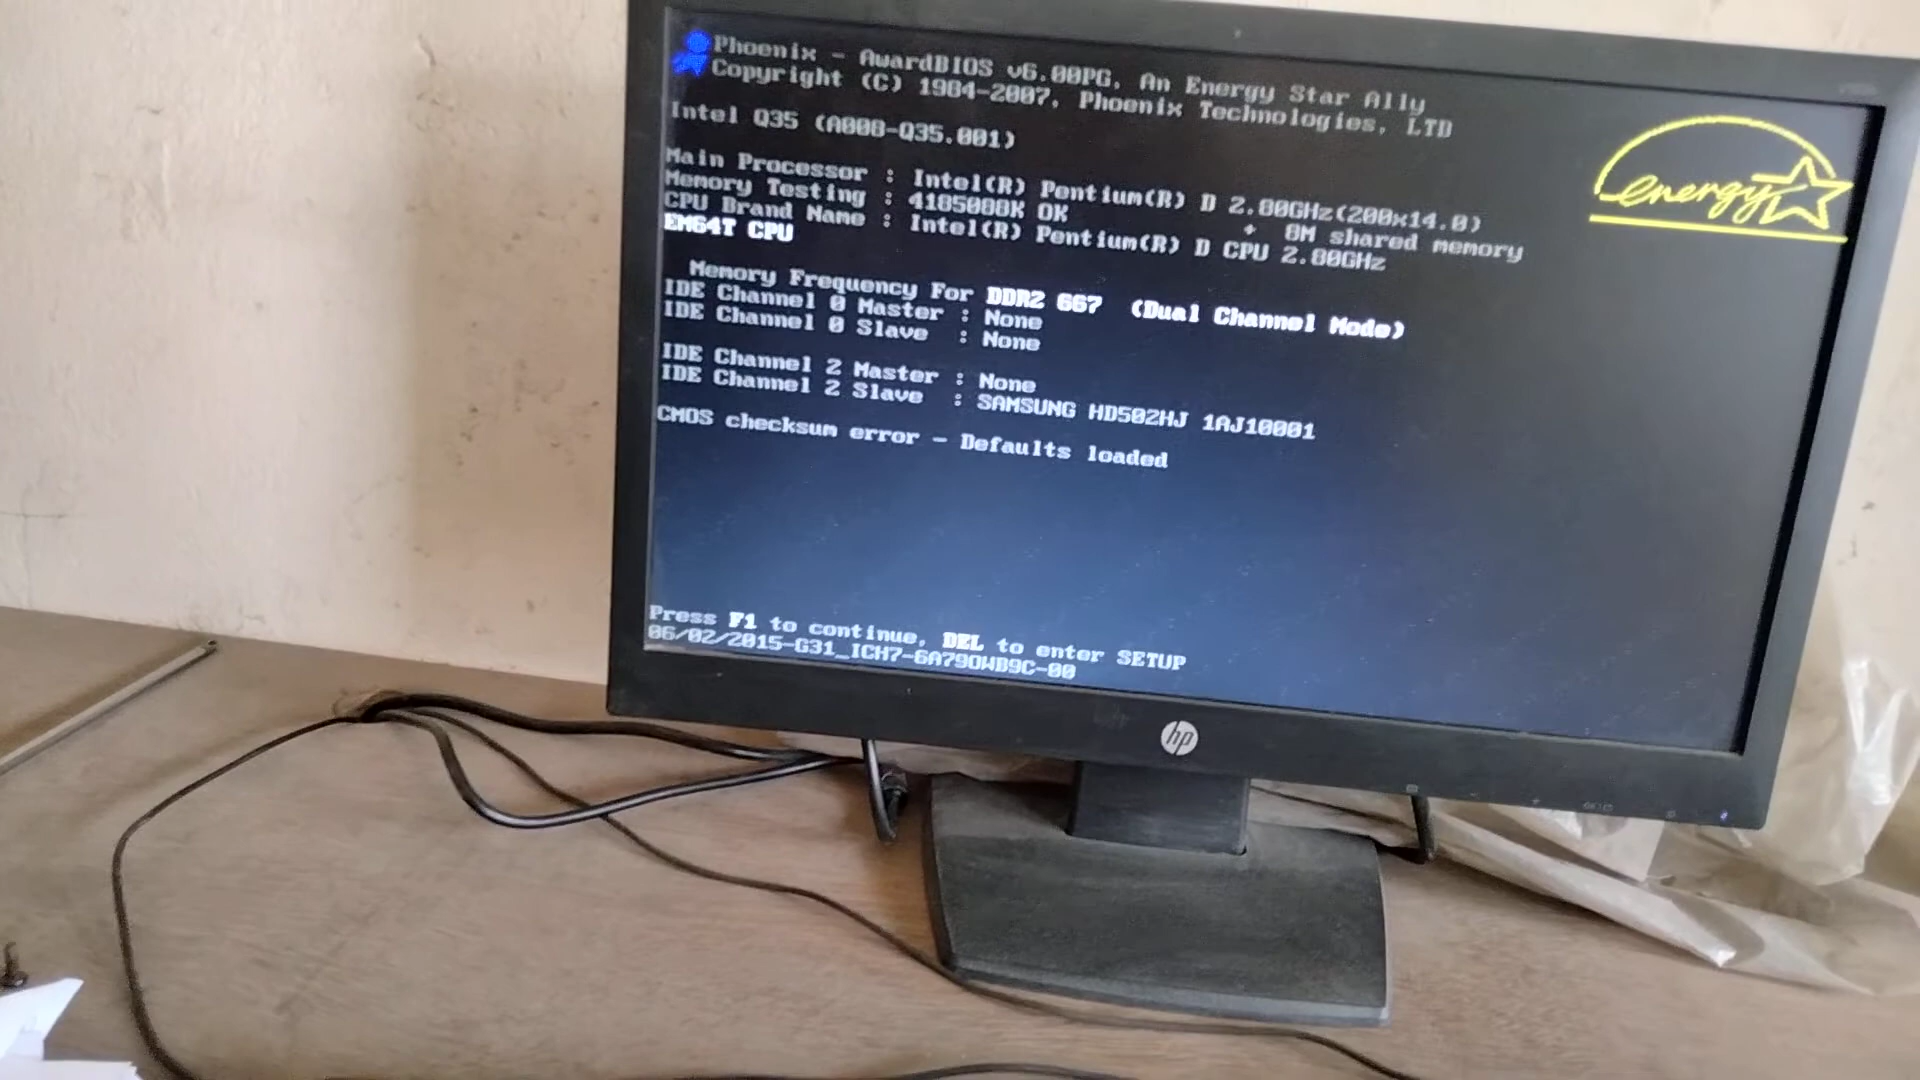 Phoenix - AwardBIOS v6.00PG, An Energy Star Ally
Copyright (C) 1984-2007, Phoenix Technologies, LTD
energy
Intel Q35 (A008-Q35.001)
Main Processor : Intel(R) Pentium(R) D 2.80GHz(200x14.0)
Memory Testing : 4185088K OK + 8M shared memory
CPU Brand Name : Intel(R) Pentium(R) D CPU 2.80GHz
EM64T CPU
Memory Frequency For DDR2 667 (Dual Channel Mode)
IDE Channel 0 Master : None
IDE Channel 0 Slave : None
IDE Channel 2 Master : None
IDE Channel 2 Slave : SAMSUNG HD502HJ 1AJ10001
CMOS checksum error - Defaults loaded
Press F1 to continue, DEL to enter SETUP
06/02/2015-G31_ICH7-6A79OWB9C-00
hp